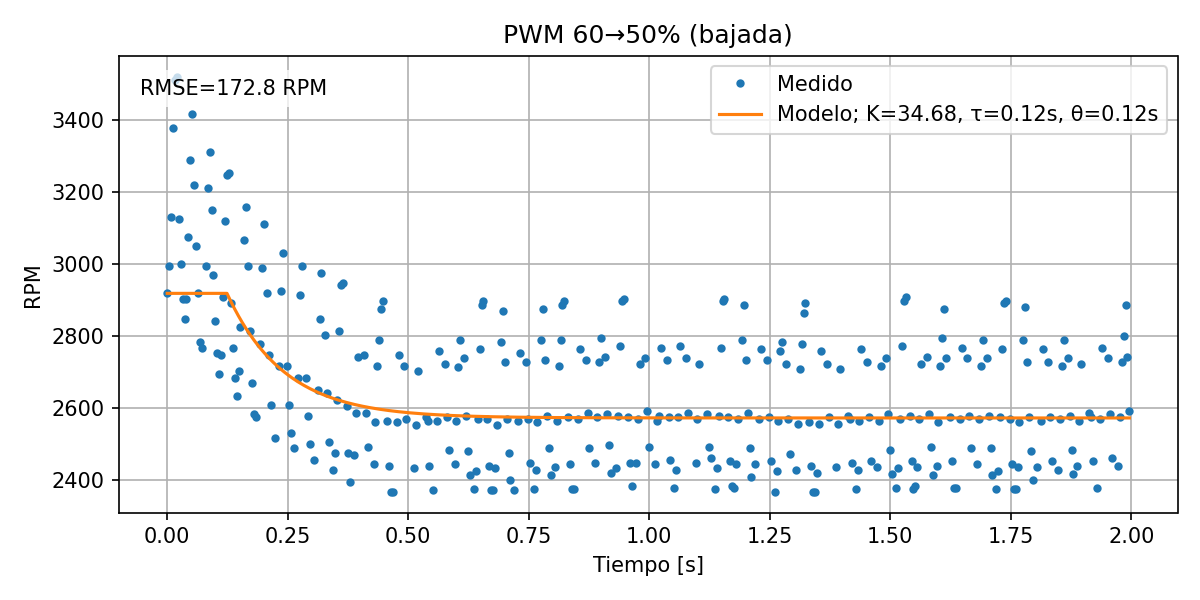 PWM 60→50% (bajada)
RMSE=172.8 RPM
Medido
Modelo; K=34.68, τ=0.12s, θ=0.12s
RPM
3400
3200
3000
2800
2600
2400
0.00 0.25 0.50 0.75 1.00 1.25 1.50 1.75 2.00
Tiempo [s]